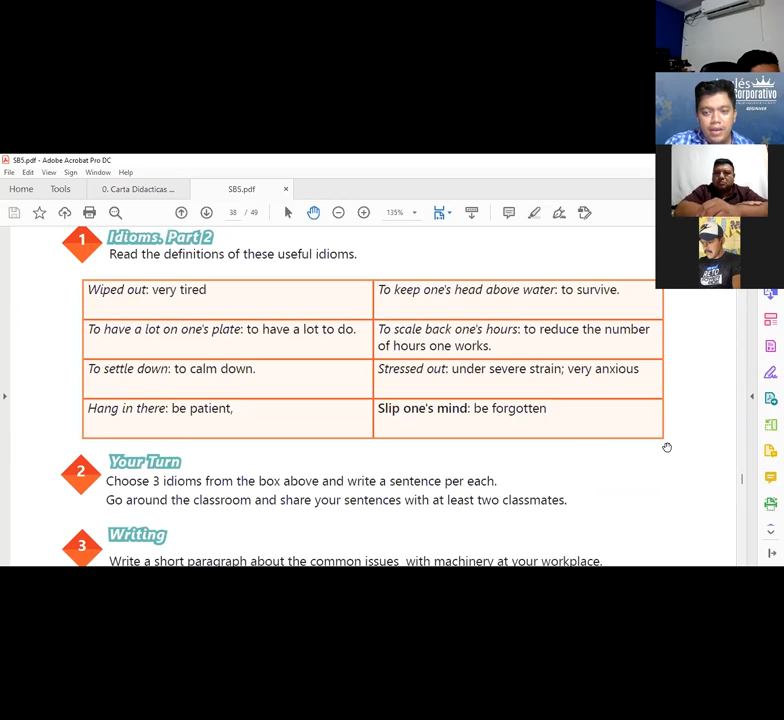 SB5.pdf - Adobe Acrobat Pro DC
File Edit View Sign Window Help
Home Tools 0. Carta Didacticas ... SB5.pdf ×
38 / 49 135%
Corporativo
BEGINNER
1 Idioms. Part 2
Read the definitions of these useful idioms.
Wiped out: very tired
To keep one's head above water: to survive.
To have a lot on one's plate: to have a lot to do.
To scale back one's hours: to reduce the number
of hours one works.
To settle down: to calm down.
Stressed out: under severe strain; very anxious
Hang in there: be patient,
Slip one's mind: be forgotten
2 Your Turn
Choose 3 idioms from the box above and write a sentence per each.
Go around the classroom and share your sentences with at least two classmates.
3 Writing
Write a short paragraph about the common issues with machinery at your workplace.